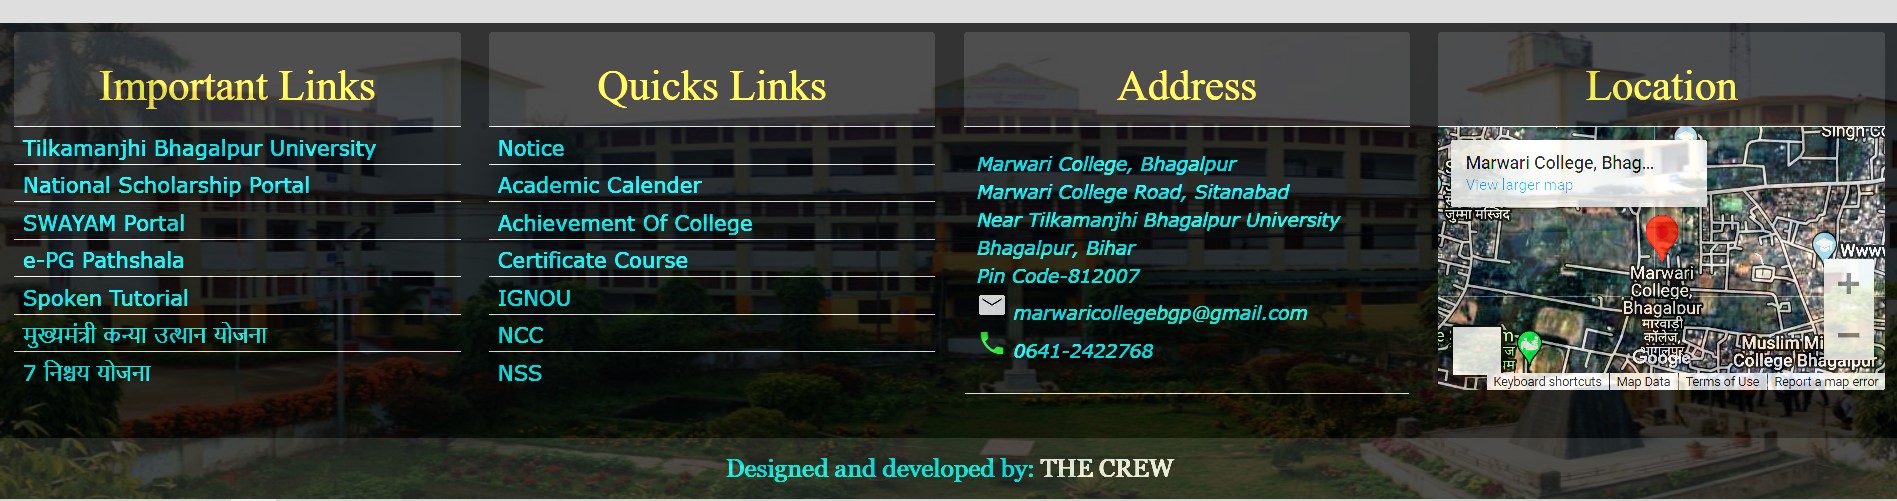 Important Links
Tilkamanjhi Bhagalpur University
National Scholarship Portal
SWAYAM Portal
e-PG Pathshala
Spoken Tutorial
मुख्यमंत्री कन्या उत्थान योजना
7 निश्चय योजना
Quicks Links
Notice
Academic Calender
Achievement Of College
Certificate Course
IGNOU
NCC
NSS
Address
Marwari College, Bhagalpur
Marwari College Road, Sitanabad
Near Tilkamanjhi Bhagalpur University
Bhagalpur, Bihar
Pin Code-812007
marwaricollegebgp@gmail.com
0641-2422768
Location
Singh Co
Marwari College, Bhag...
View larger map
जुम्मा मस्जिद
Wwww
Marwari
College,
Bhagalpur
मारवाड़ी
कॉलेज,
भागलपुर
Google
Muslim Mi
College Bhagalpur
Keyboard shortcuts
Map Data
Terms of Use
Report a map error
Designed and developed by: THE CREW